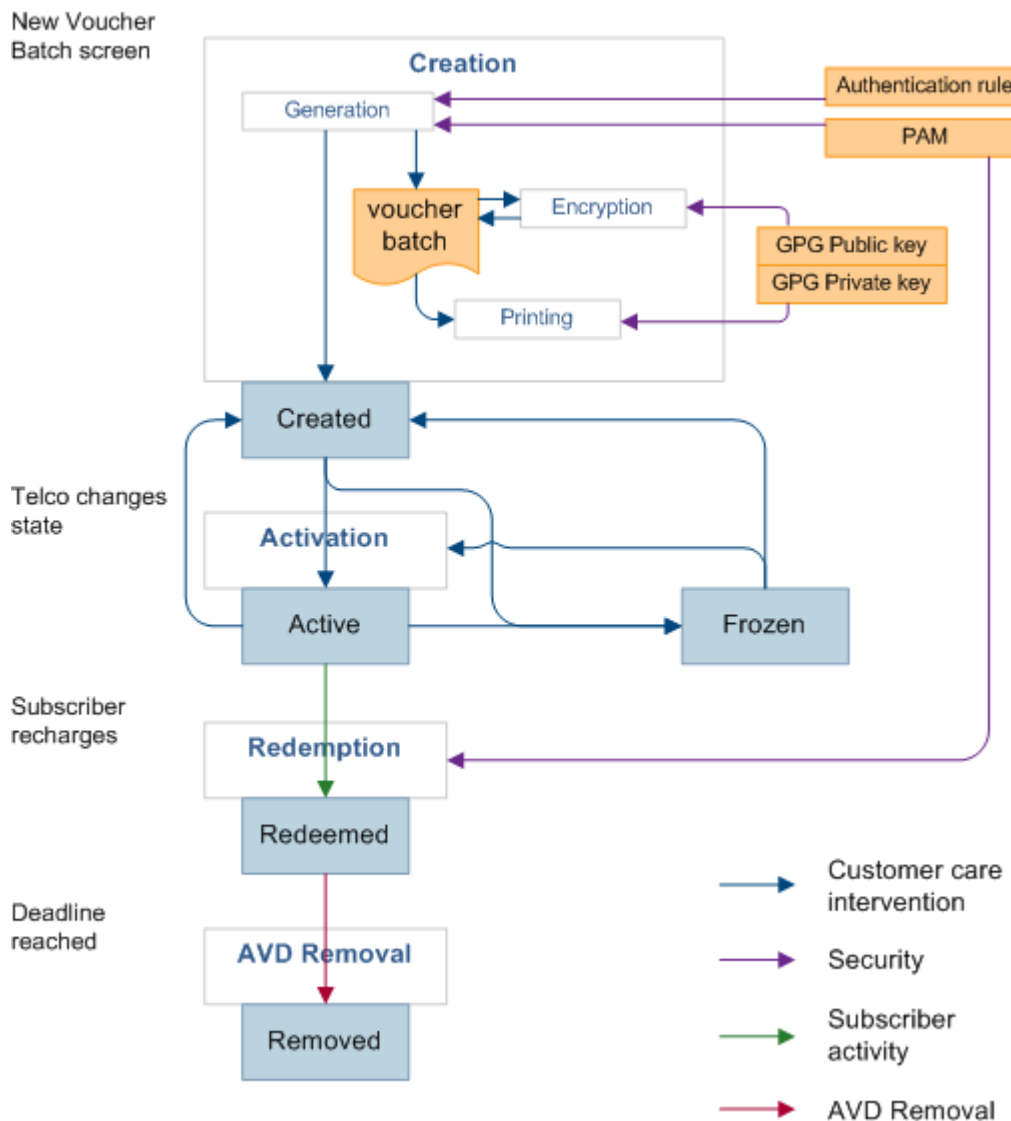 New Voucher
Batch screen
Creation
Authentication rule
Generation
PAM
voucher
batch
Encryption
GPG Public key
GPG Private key
Printing
Created
Telco changes
state
Activation
Active
Frozen
Subscriber
recharges
Redemption
Redeemed
Customer care
intervention
Deadline
reached
AVD Removal
Security
Removed
Subscriber
activity
AVD Removal